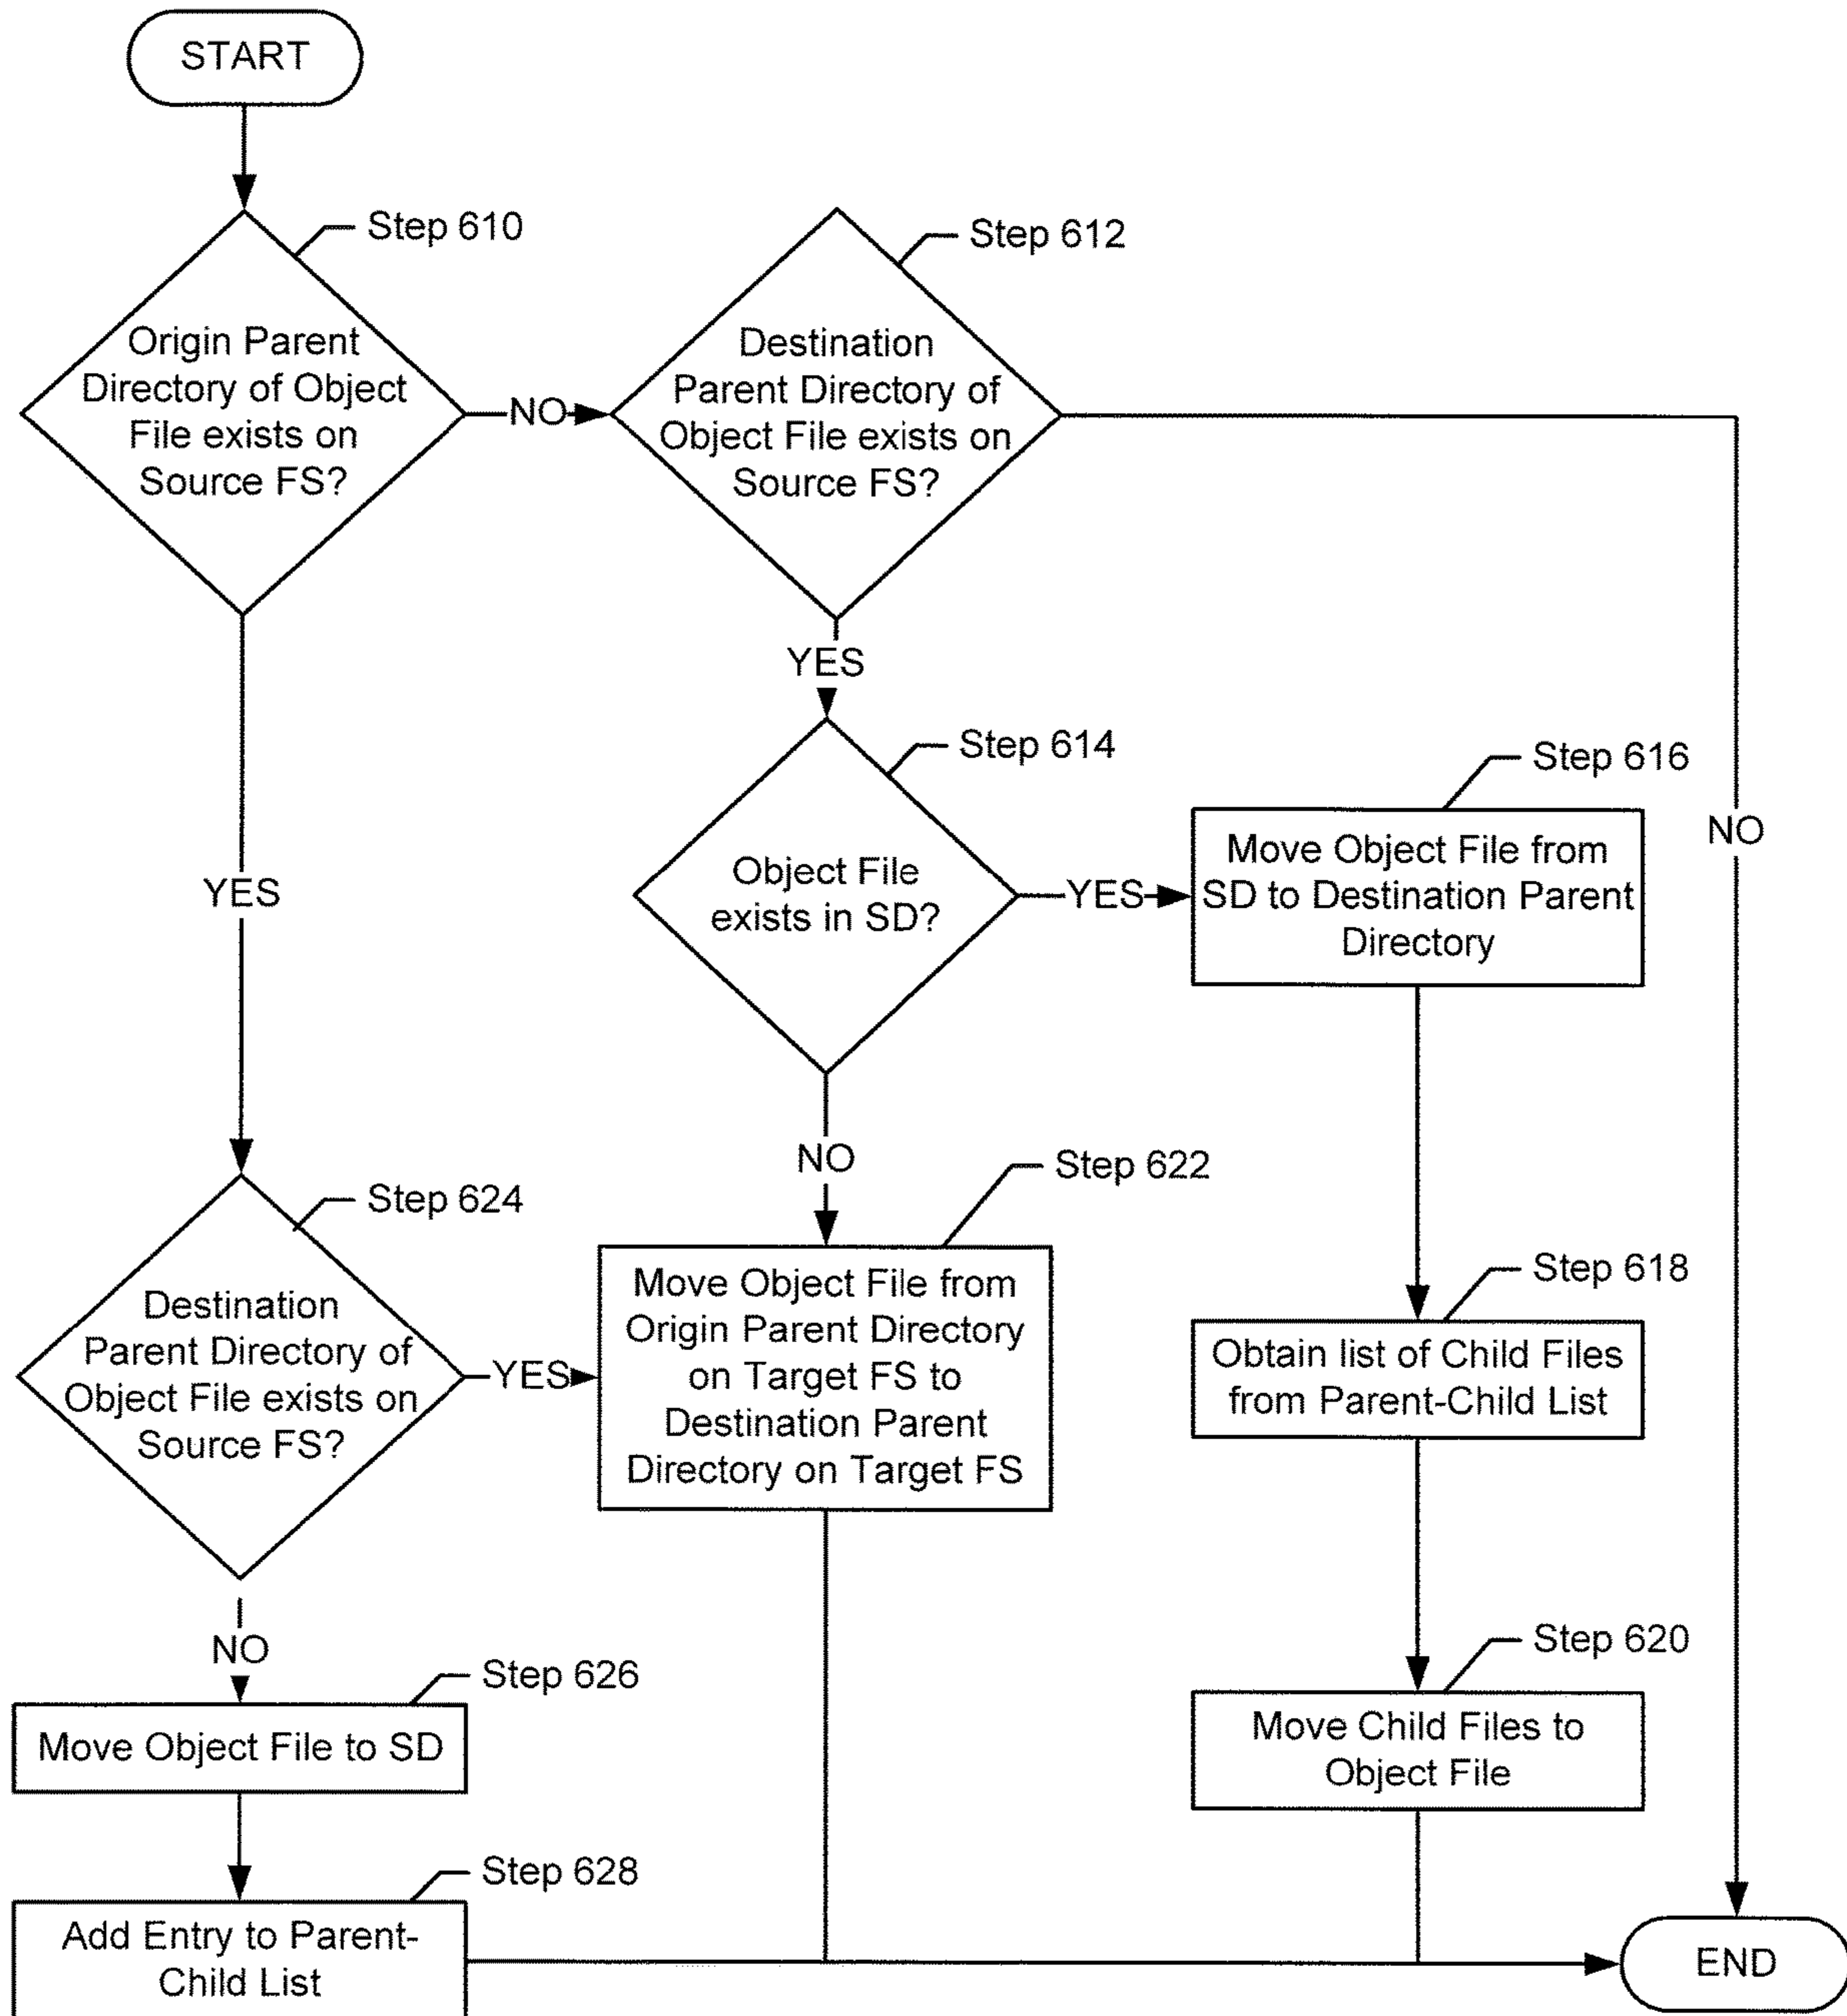 START
Step 610
Origin Parent
Directory of Object
File exists on
Source FS?
NO
Step 612
Destination
Parent Directory of
Object File exists on
Source FS?
NO
YES
Step 614
Object File
exists in SD?
YES
Step 616
Move Object File from
SD to Destination Parent
Directory
YES
NO
Step 622
Move Object File from
Origin Parent Directory
on Target FS to
Destination Parent
Directory on Target FS
Step 618
Obtain list of Child Files
from Parent-Child List
Step 624
Destination
Parent Directory of
Object File exists on
Source FS?
YES
Step 620
Move Child Files to
Object File
NO
Step 626
Move Object File to SD
Step 628
Add Entry to Parent-
Child List
END